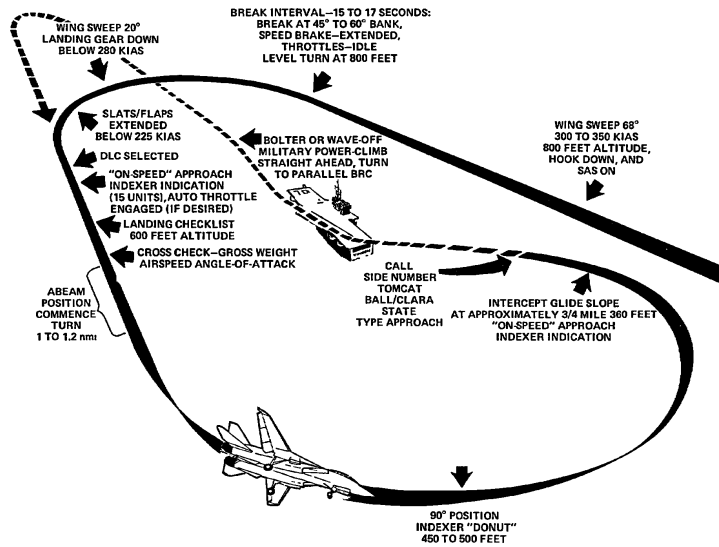 BREAK INTERVAL–15 TO 17 SECONDS:
BREAK AT 45° TO 60° BANK,
SPEED BRAKE–EXTENDED,
THROTTLES–IDLE
LEVEL TURN AT 800 FEET
WING SWEEP 20°
LANDING GEAR DOWN
BELOW 280 KIAS
WING SWEEP 68°
300 TO 350 KIAS
800 FEET ALTITUDE,
HOOK DOWN, AND
SAS ON
SLATS/FLAPS
EXTENDED
BELOW 225 KIAS
BOLTER OR WAVE-OFF
MILITARY POWER-CLIMB
STRAIGHT AHEAD, TURN
TO PARALLEL BRC
DLC SELECTED
"ON-SPEED" APPROACH
INDEXER INDICATION
(15 UNITS), AUTO THROTTLE
ENGAGED (IF DESIRED)
LANDING CHECKLIST
600 FEET ALTITUDE
CROSS CHECK–GROSS WEIGHT
AIRSPEED ANGLE-OF-ATTACK
ABEAM
POSITION
COMMENCE
TURN
1 TO 1.2 nmi
CALL
SIDE NUMBER
TOMCAT
BALL/CLARA
STATE
TYPE APPROACH
INTERCEPT GLIDE SLOPE
AT APPROXIMATELY 3/4 MILE 360 FEET
"ON-SPEED" APPROACH
INDEXER INDICATION
90° POSITION
INDEXER "DONUT"
450 TO 500 FEET